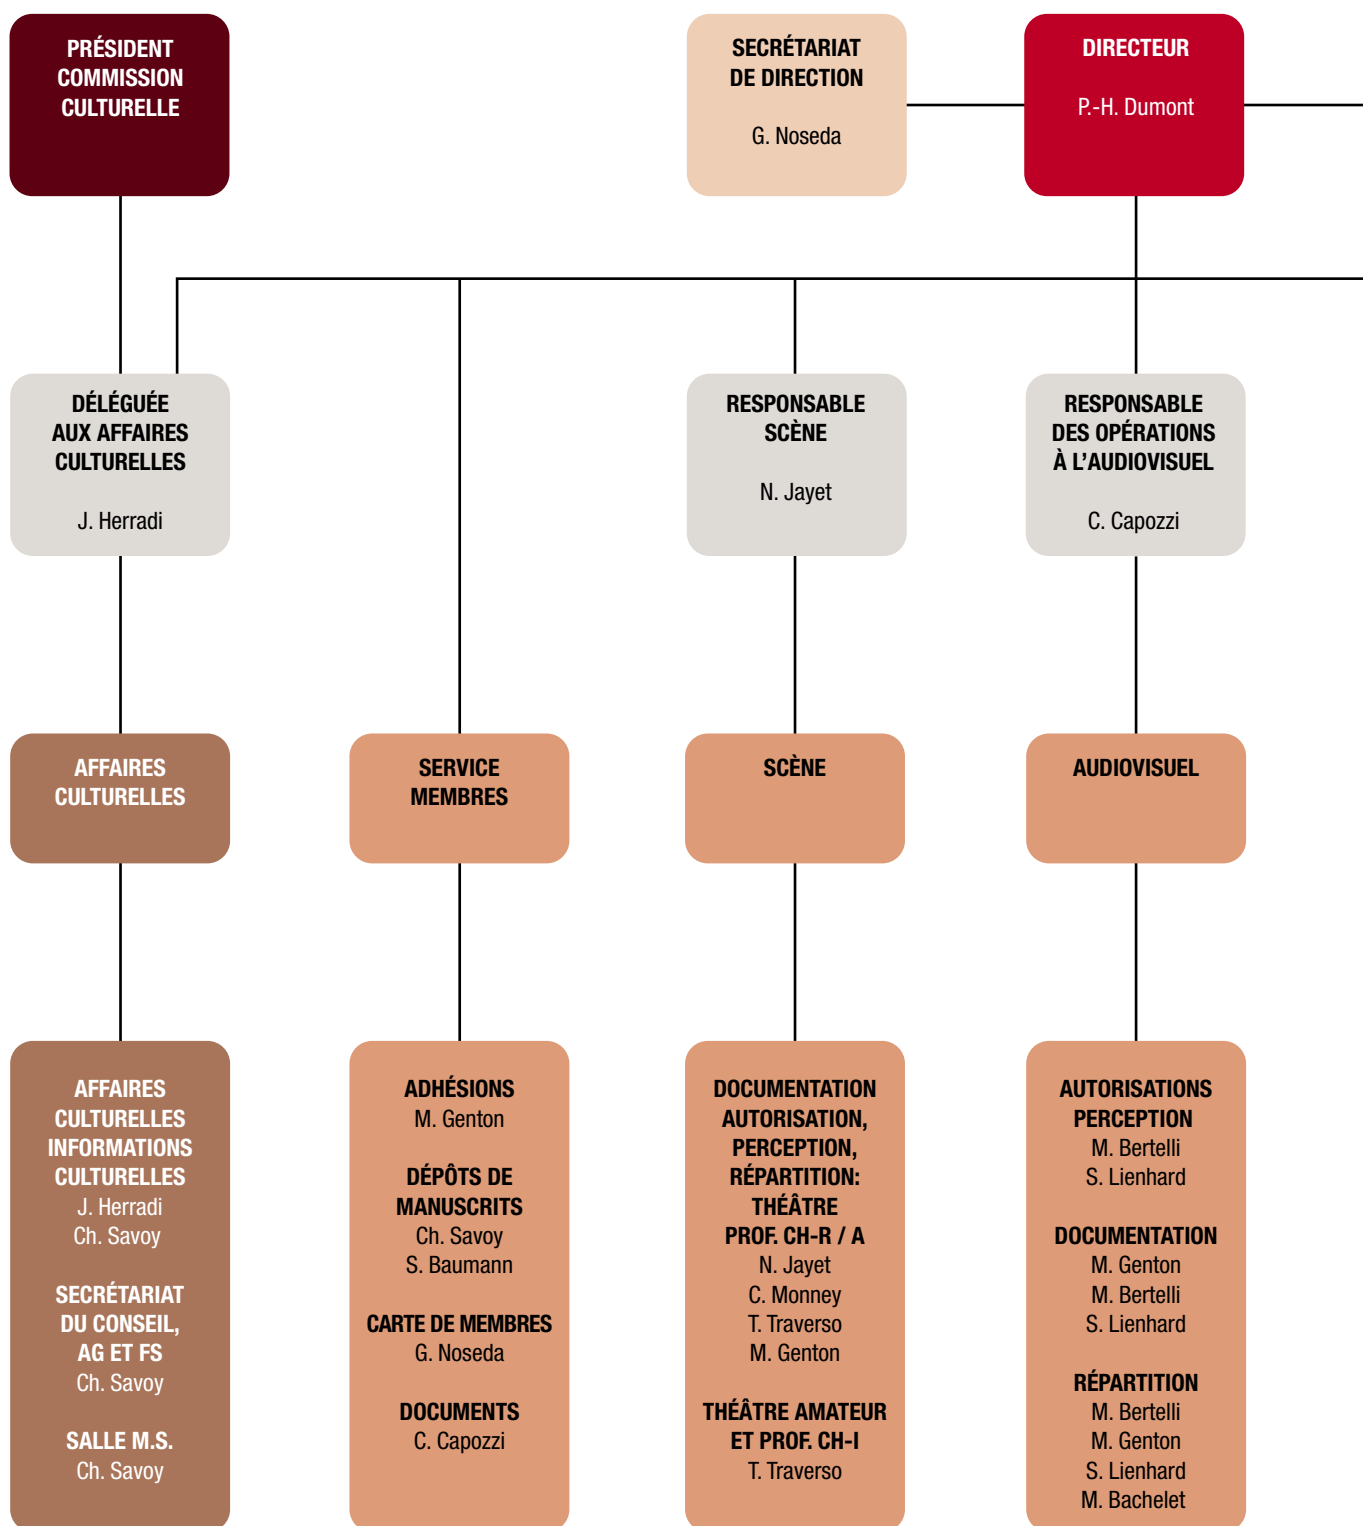 PRÉSIDENT
COMMISSION
CULTURELLE
SECRÉTARIAT
DE DIRECTION
G. Noseda
DIRECTEUR
P.-H. Dumont
DÉLÉGUÉE
AUX AFFAIRES
CULTURELLES
J. Herradi
RESPONSABLE
SCÈNE
N. Jayet
RESPONSABLE
DES OPÉRATIONS
À L’AUDIOVISUEL
C. Capozzi
AFFAIRES
CULTURELLES
SERVICE
MEMBRES
SCÈNE
AUDIOVISUEL
AFFAIRES
CULTURELLES
INFORMATIONS
CULTURELLES
J. Herradi
Ch. Savoy
SECRÉTARIAT
DU CONSEIL,
AG ET FS
Ch. Savoy
SALLE M.S.
Ch. Savoy
ADHÉSIONS
M. Genton
DÉPÔTS DE
MANUSCRITS
Ch. Savoy
S. Baumann
CARTE DE MEMBRES
G. Noseda
DOCUMENTS
C. Capozzi
DOCUMENTATION
AUTORISATION,
PERCEPTION,
RÉPARTITION:
THÉÂTRE
PROF. CH-R / A
N. Jayet
C. Monney
T. Traverso
M. Genton
THÉÂTRE AMATEUR
ET PROF. CH-I
T. Traverso
AUTORISATIONS
PERCEPTION
M. Bertelli
S. Lienhard
DOCUMENTATION
M. Genton
M. Bertelli
S. Lienhard
RÉPARTITION
M. Bertelli
M. Genton
S. Lienhard
M. Bachelet